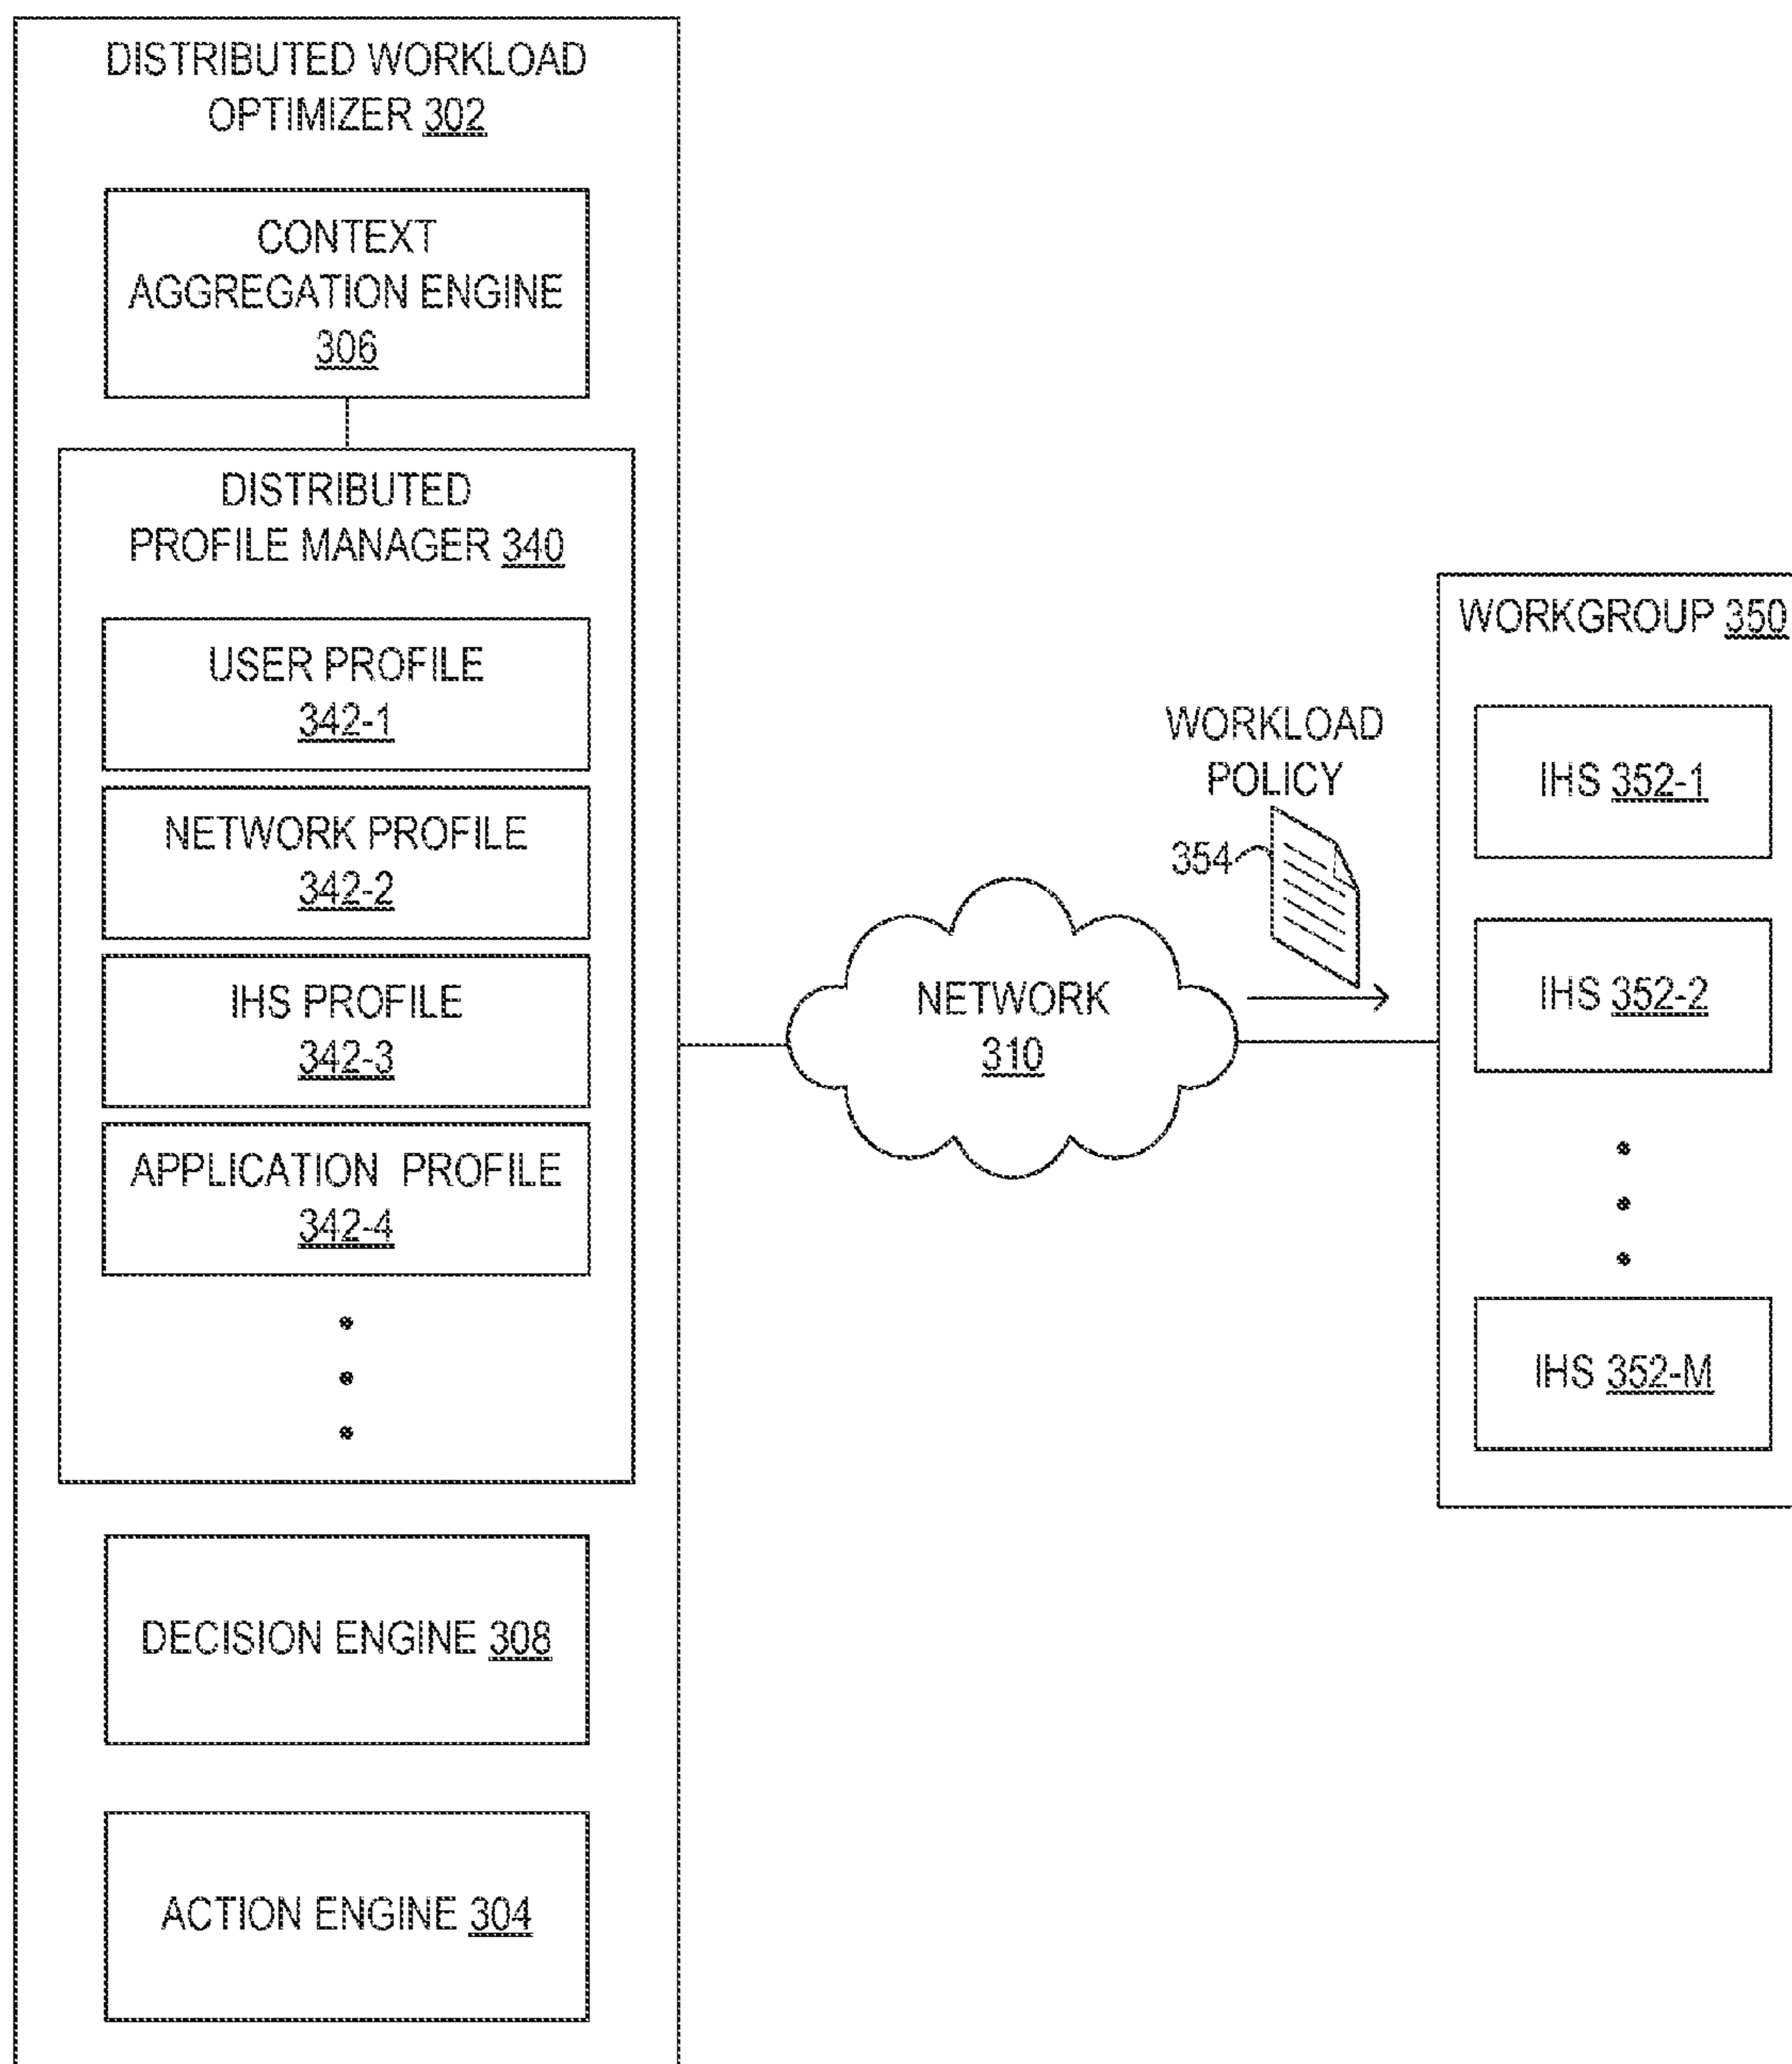 DISTRIBUTED WORKLOAD
OPTIMIZER 302
CONTEXT
AGGREGATION ENGINE
306
DISTRIBUTED
PROFILE MANAGER 340
USER PROFILE
342-1
NETWORK PROFILE
342-2
IHS PROFILE
342-3
APPLICATION PROFILE
342-4
DECISION ENGINE 308
ACTION ENGINE 304
NETWORK
310
WORKLOAD
POLICY
354
WORKGROUP 350
IHS 352-1
IHS 352-2
IHS 352-M